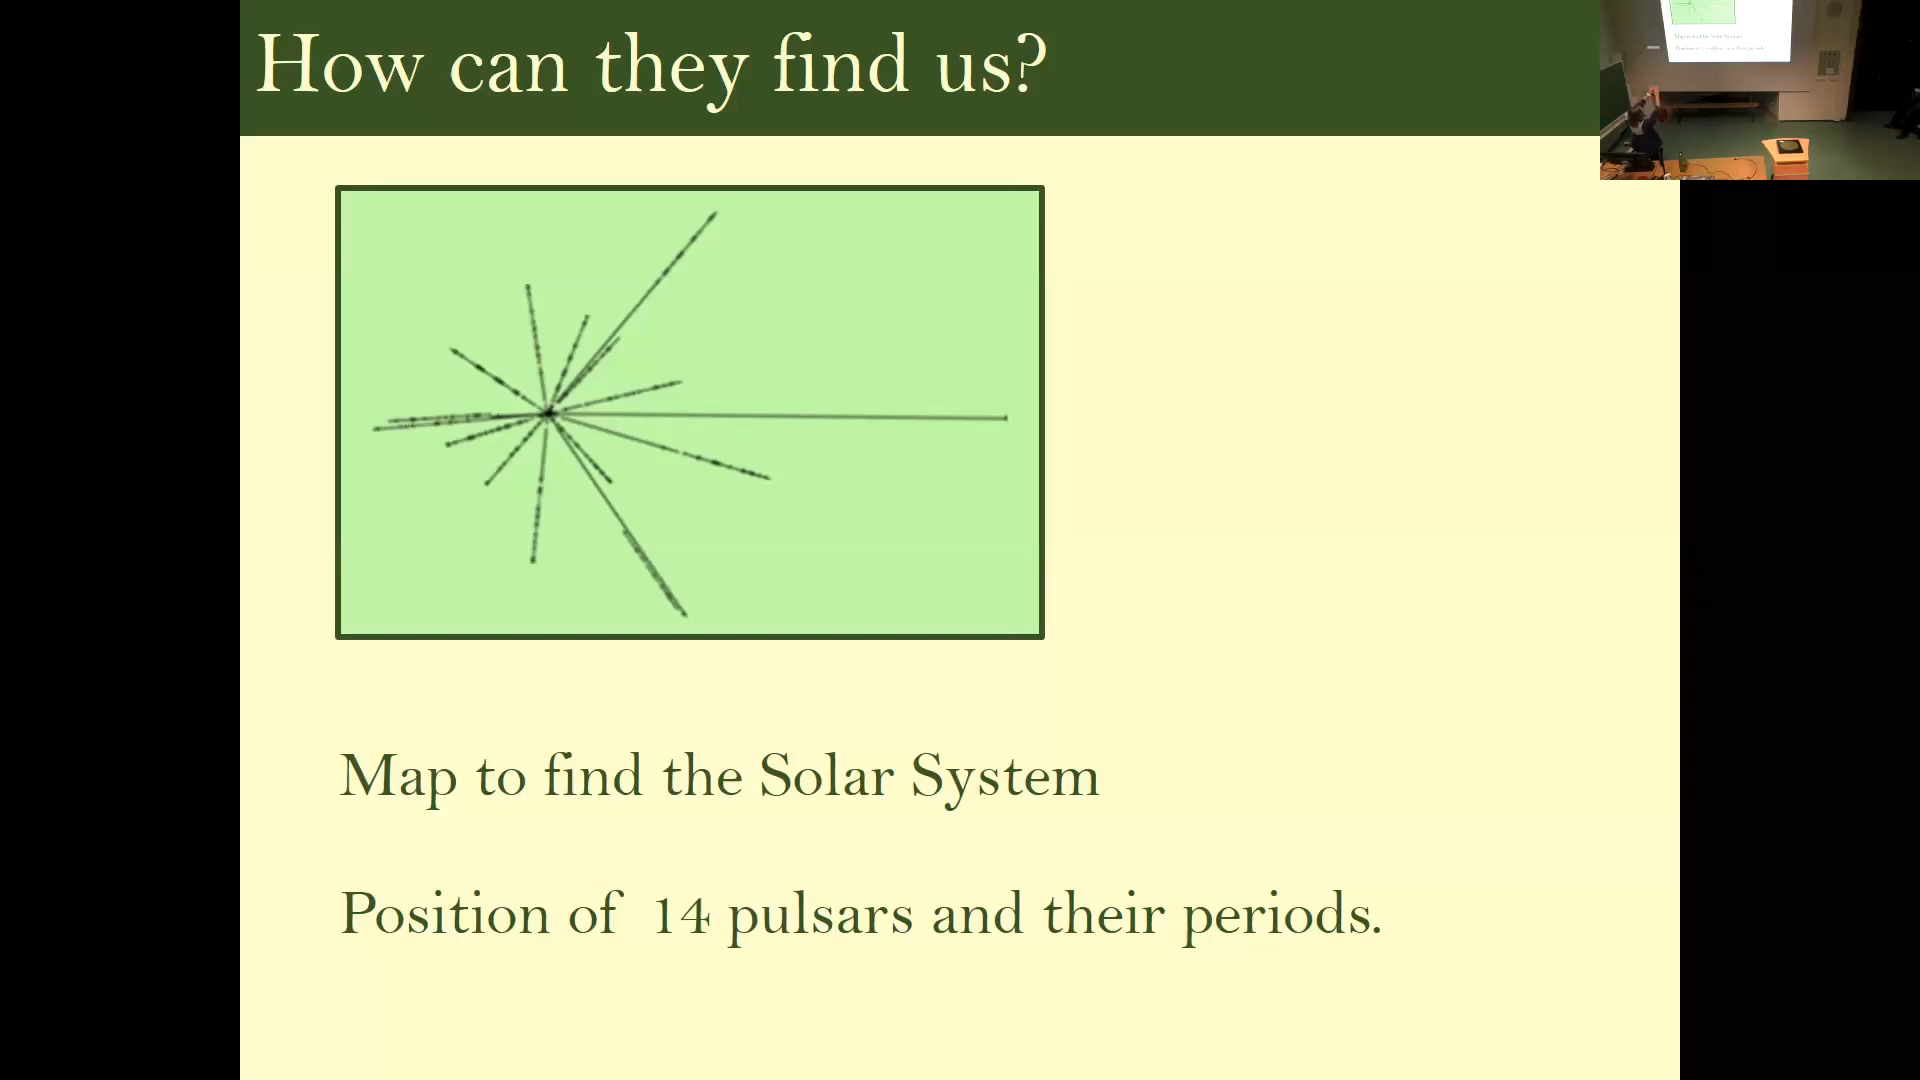 How can they find us?
Map to find the Solar System
Position of 14 pulsars and their periods.